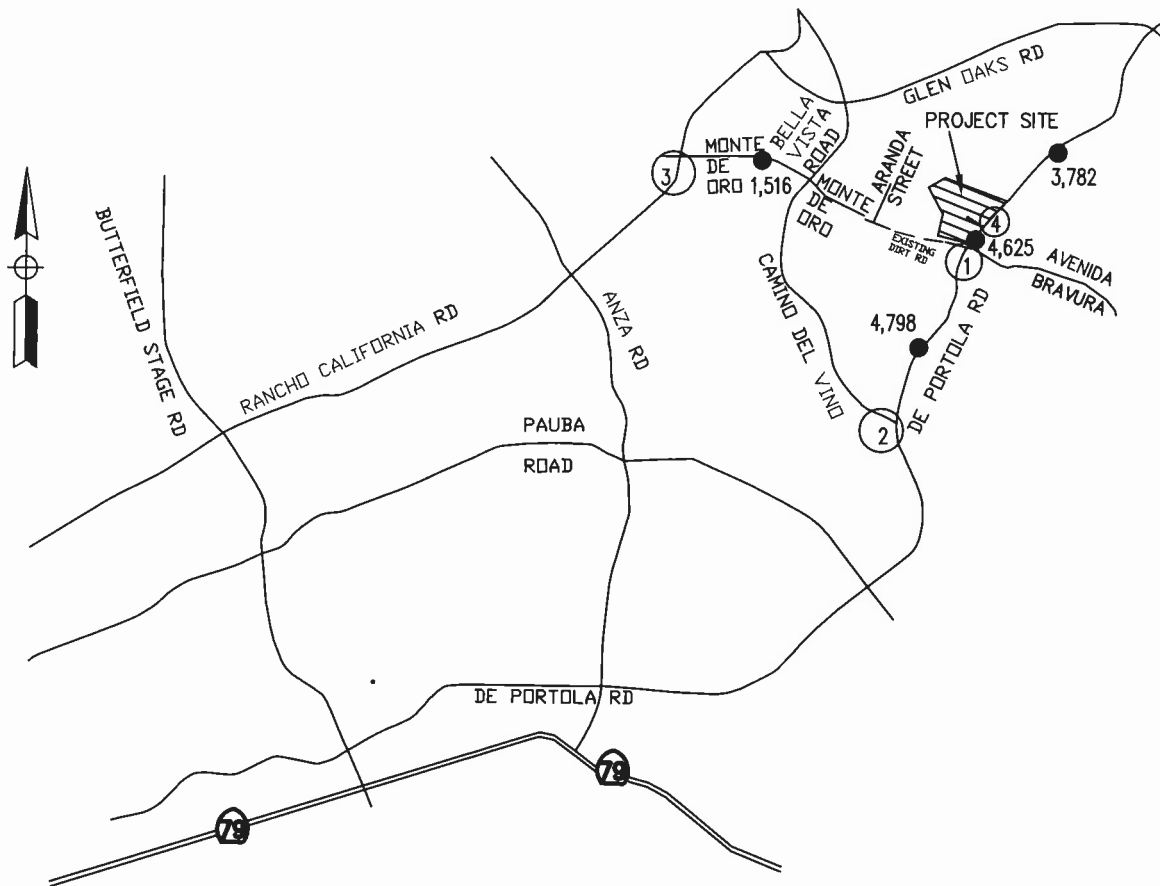 GLEN OAKS RD
PROJECT SITE
MONTE
DE
ORO
BELLA
VISTA
ROAD
ARANDA
STREET
3,782
3
1,516
MONTE
DE
ORO
4
EXISTING
DIRT RD
4,625
1
AVENIDA
BRAVURA
BUTTERFIELD STAGE RD
CAMINO DEL VINO
ANZA RD
RANCHO CALIFORNIA RD
4,798
DE PORTOLA RD
PAUBA
ROAD
2
DE PORTOLA RD
79
79